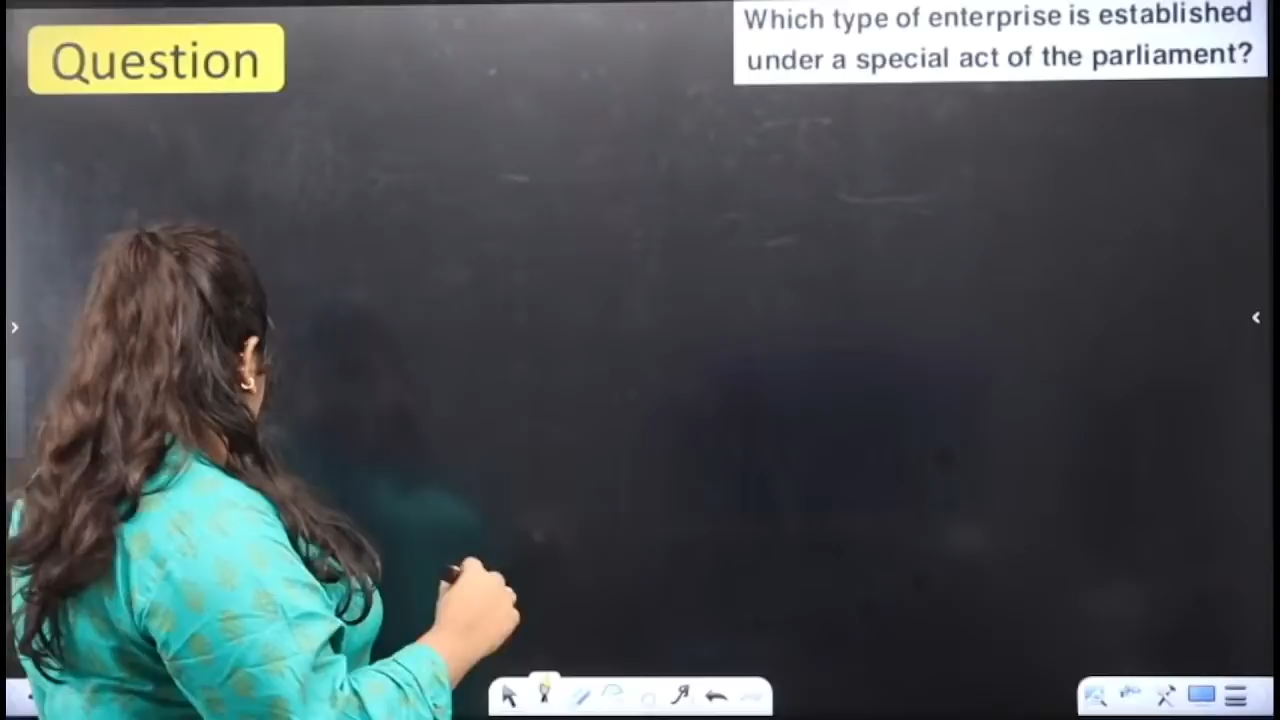 Question
Which type of enterprise is established
under a special act of the parliament?